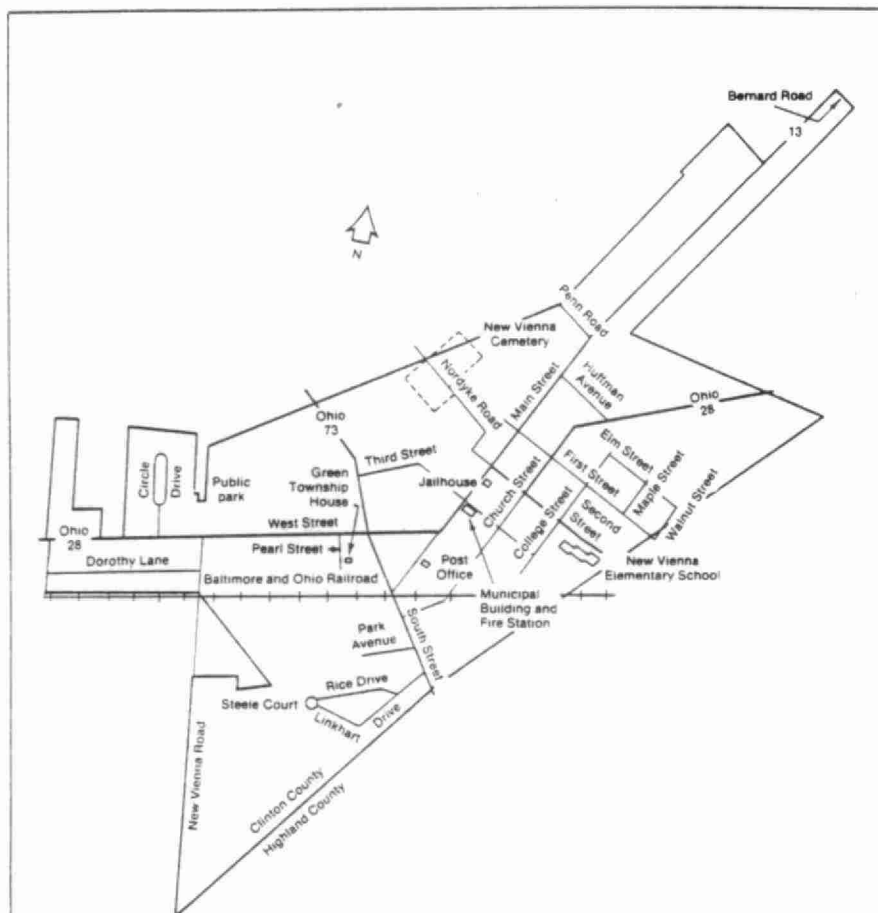 Bernard Road
13
N
Penn Road
New Vienna
Cemetery
Nordyke Road
Main Street
Huffman
Avenue
Ohio
28
Ohio
73
Third Street
Elm Street
Circle
Drive
Public
park
Green
Township
House
Jailhouse
Church Street
First Street
Maple Street
West Street
College Street
Second
Street
Walnut Street
Ohio
28
Pearl Street
Dorothy Lane
Baltimore and Ohio Railroad
Post
Office
New Vienna
Elementary School
Municipal
Building and
Fire Station
Park
Avenue
South Street
Rice Drive
Steele Court
Linkhart
Drive
New Vienna Road
Clinton County
Highland County